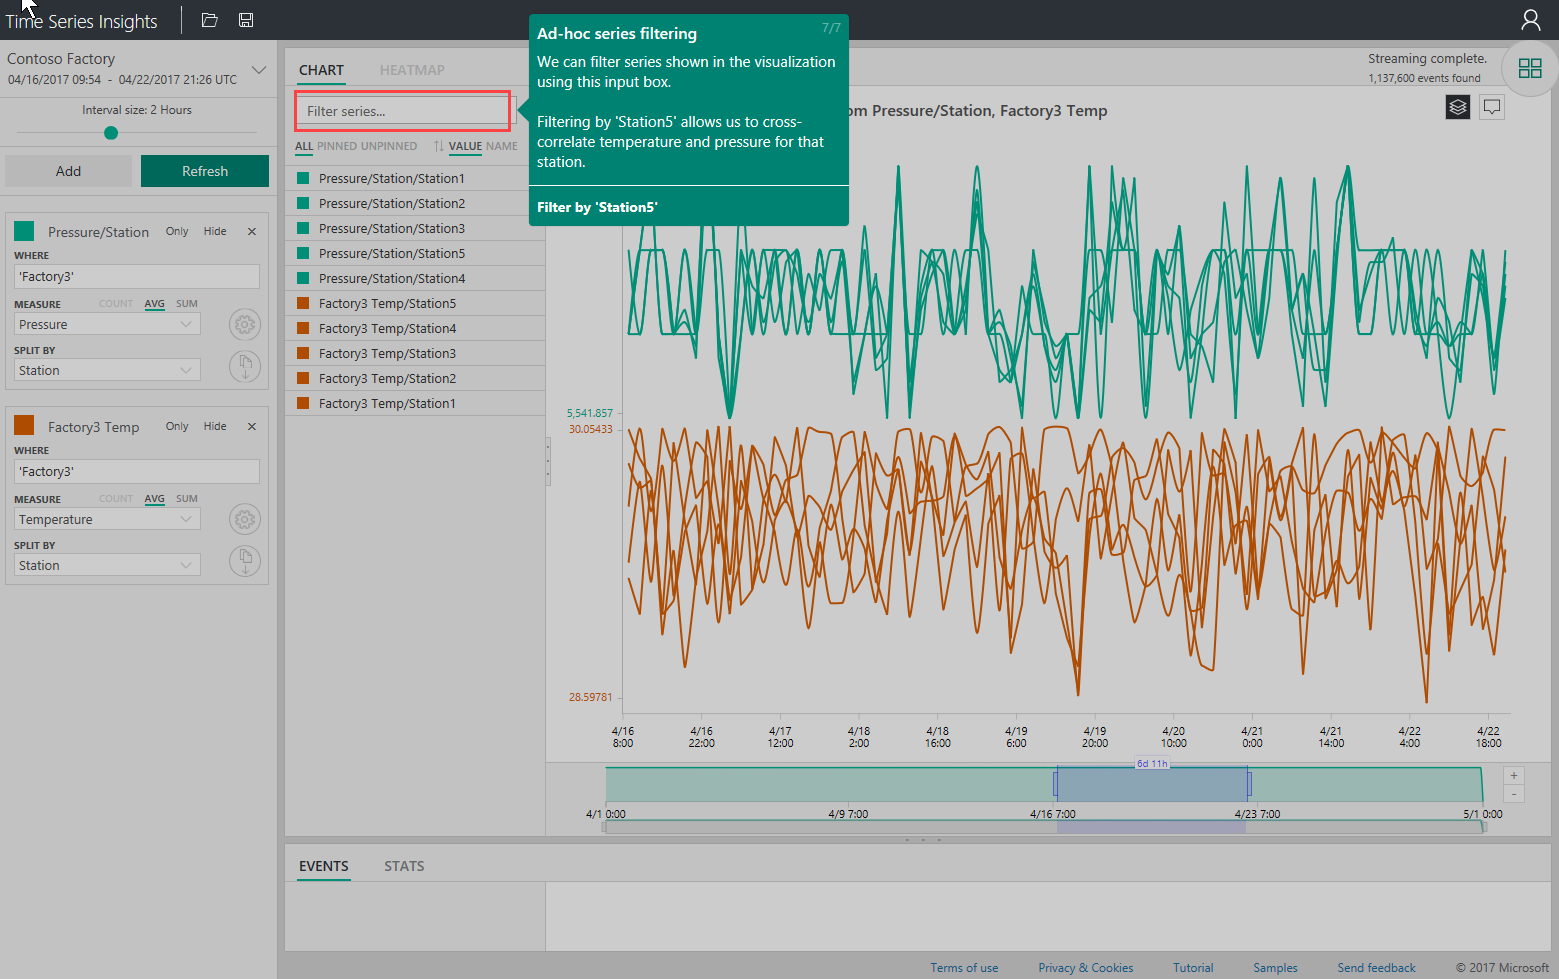 Time Series Insights
Contoso Factory
04/16/2017 09:54 - 04/22/2017 21:26 UTC
Interval size: 2 Hours
Add
Refresh
Pressure/Station Only Hide ×
WHERE
'Factory3'
MEASURE COUNT AVG SUM
Pressure
SPLIT BY
Station
Factory3 Temp Only Hide ×
WHERE
'Factory3'
MEASURE COUNT AVG SUM
Temperature
SPLIT BY
Station
CHART
HEATMAP
Filter series...
ALL PINNED UNPINNED VALUE NAME
Pressure/Station/Station1
Pressure/Station/Station2
Pressure/Station/Station3
Pressure/Station/Station5
Pressure/Station/Station4
Factory3 Temp/Station5
Factory3 Temp/Station4
Factory3 Temp/Station3
Factory3 Temp/Station2
Factory3 Temp/Station1
Ad-hoc series filtering 7/7
We can filter series shown in the visualization
using this input box.
Filtering by 'Station5' allows us to cross-
correlate temperature and pressure for that
station.
Filter by 'Station5'
Streaming complete.
1,137,600 events found
om Pressure/Station, Factory3 Temp
5,541.857
30.05433
28.59781
4/16 4/16 4/17 4/18 4/18 4/19 4/19 4/20 4/21 4/21 4/22 4/22
8:00 22:00 12:00 2:00 16:00 6:00 20:00 10:00 0:00 14:00 4:00 18:00
6d 11h
+
-
4/1 0:00 4/9 7:00 4/16 7:00 4/23 7:00 5/1 0:00
EVENTS
STATS
Terms of use Privacy & Cookies Tutorial Samples Send feedback © 2017 Microsoft